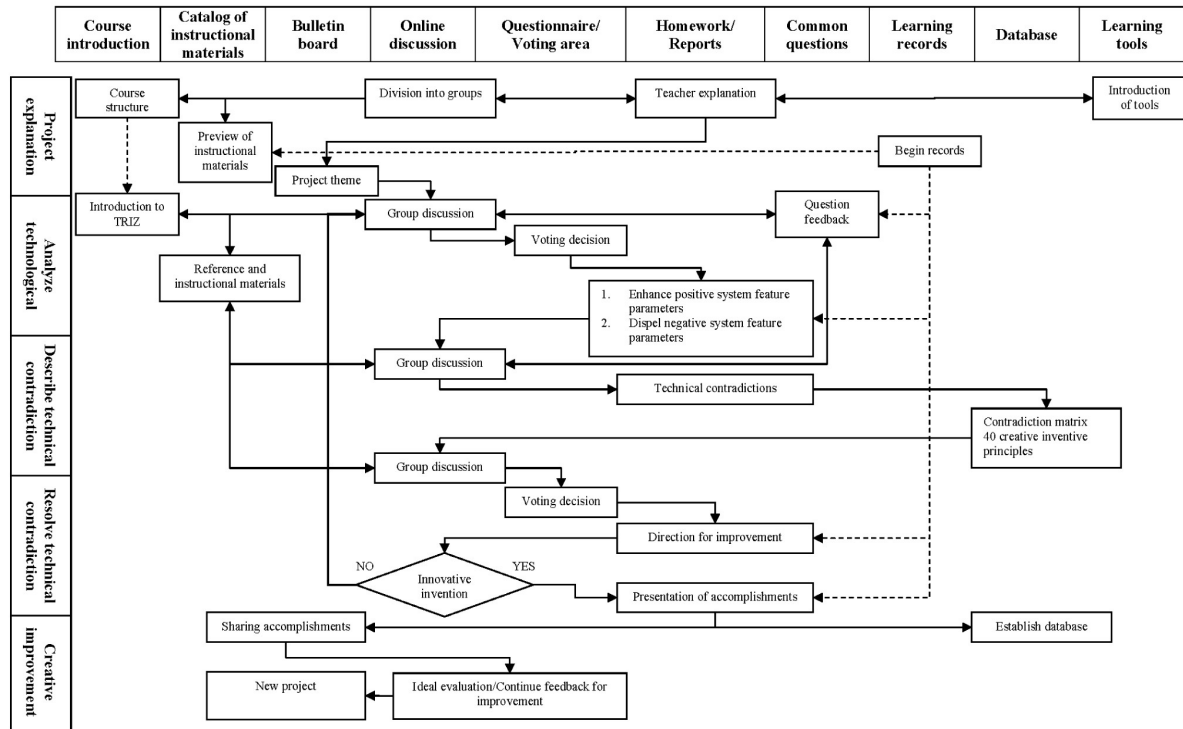 Course
introduction
Catalog of
instructional
materials
Bulletin
board
Online
discussion
Questionnaire/
Voting area
Homework/
Reports
Common
questions
Learning
records
Database
Learning
tools
Project
explanation
Course
structure
Division into groups
Teacher explanation
Introduction
of tools
Preview of
instructional
materials
Begin records
Project theme
Analyze
technological
Introduction to
TRIZ
Group discussion
Question
feedback
Voting decision
Reference and
instructional materials
1. Enhance positive system feature
parameters
2. Dispel negative system feature
parameters
Describe technical
contradiction
Group discussion
Technical contradictions
Contradiction matrix
40 creative inventive
principles
Group discussion
Resolve technical
contradiction
Voting decision
Direction for improvement
NO
YES
Innovative
invention
Presentation of accomplishments
Creative
improvement
Sharing accomplishments
Establish database
New project
Ideal evaluation/Continue feedback for
improvement